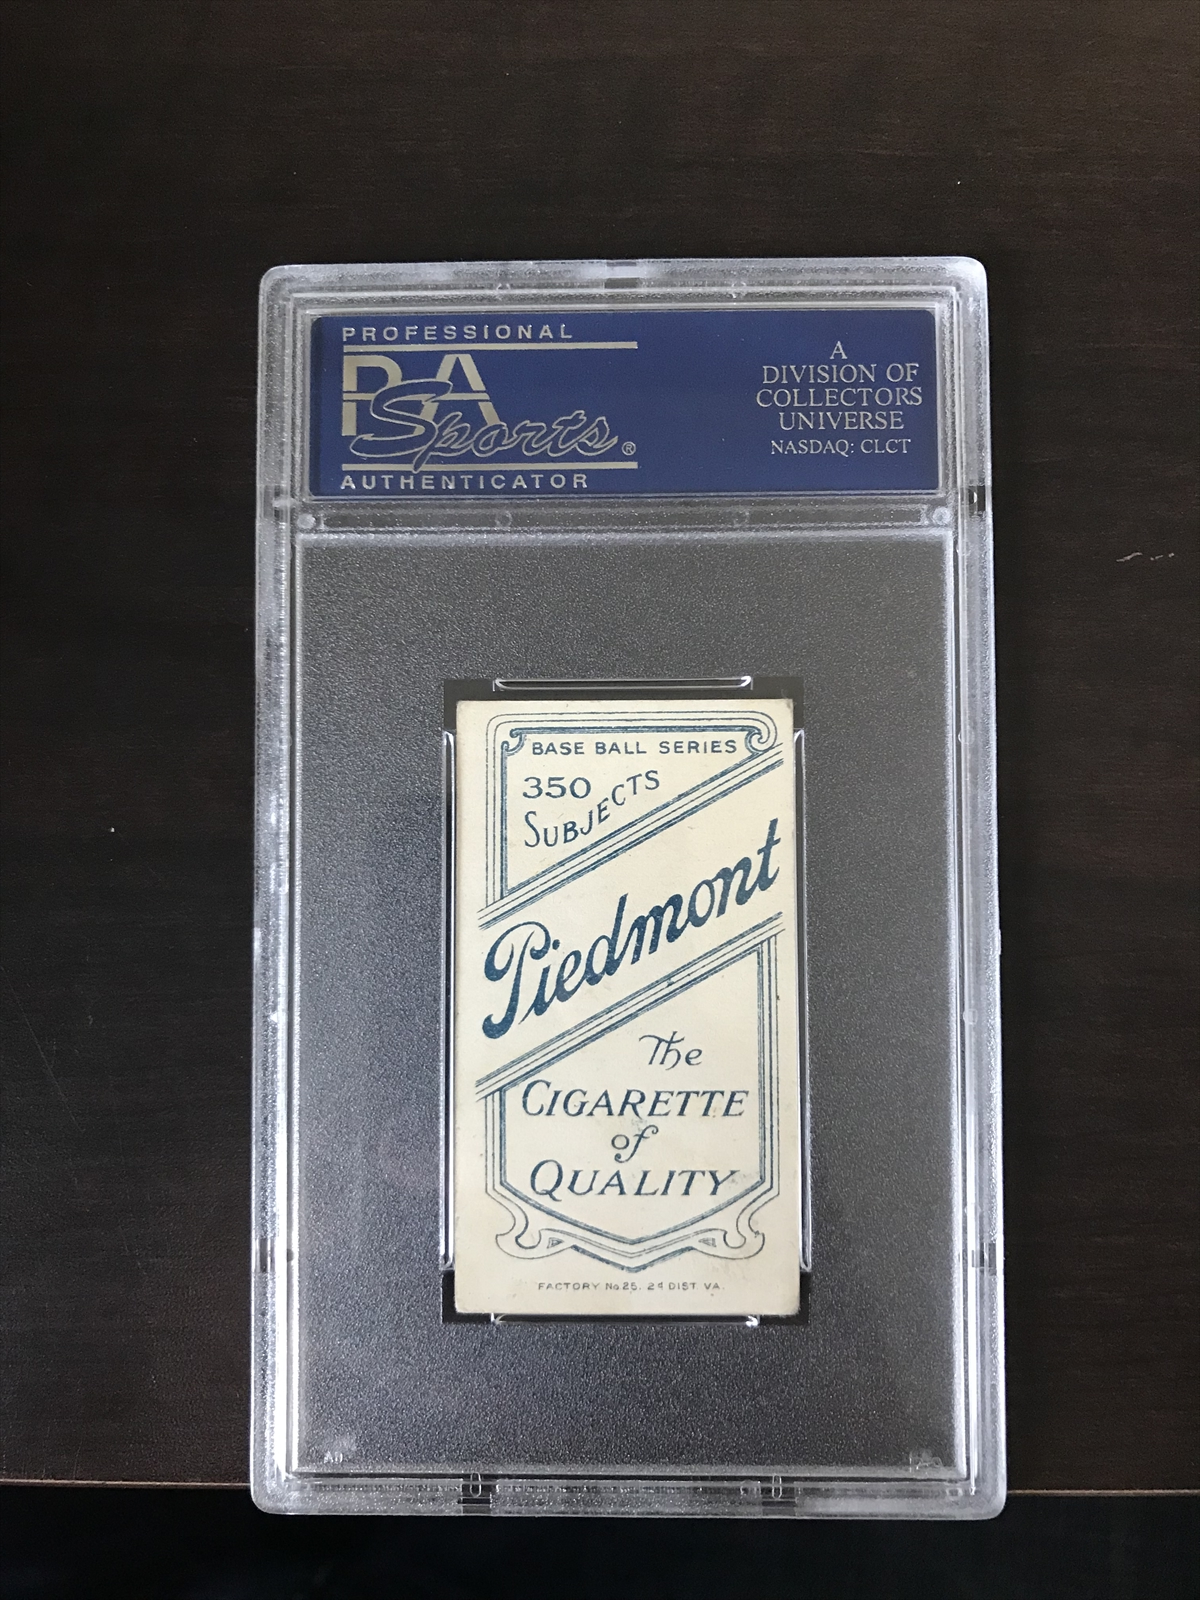 PROFESSIONAL
PSA
Sports®
AUTHENTICATOR
A
DIVISION OF
COLLECTORS
UNIVERSE
NASDAQ: CLCT
BASE BALL SERIES
350
SUBJECTS
Piedmont
The
CIGARETTE
of
QUALITY
FACTORY No 25. 2d DIST. VA.